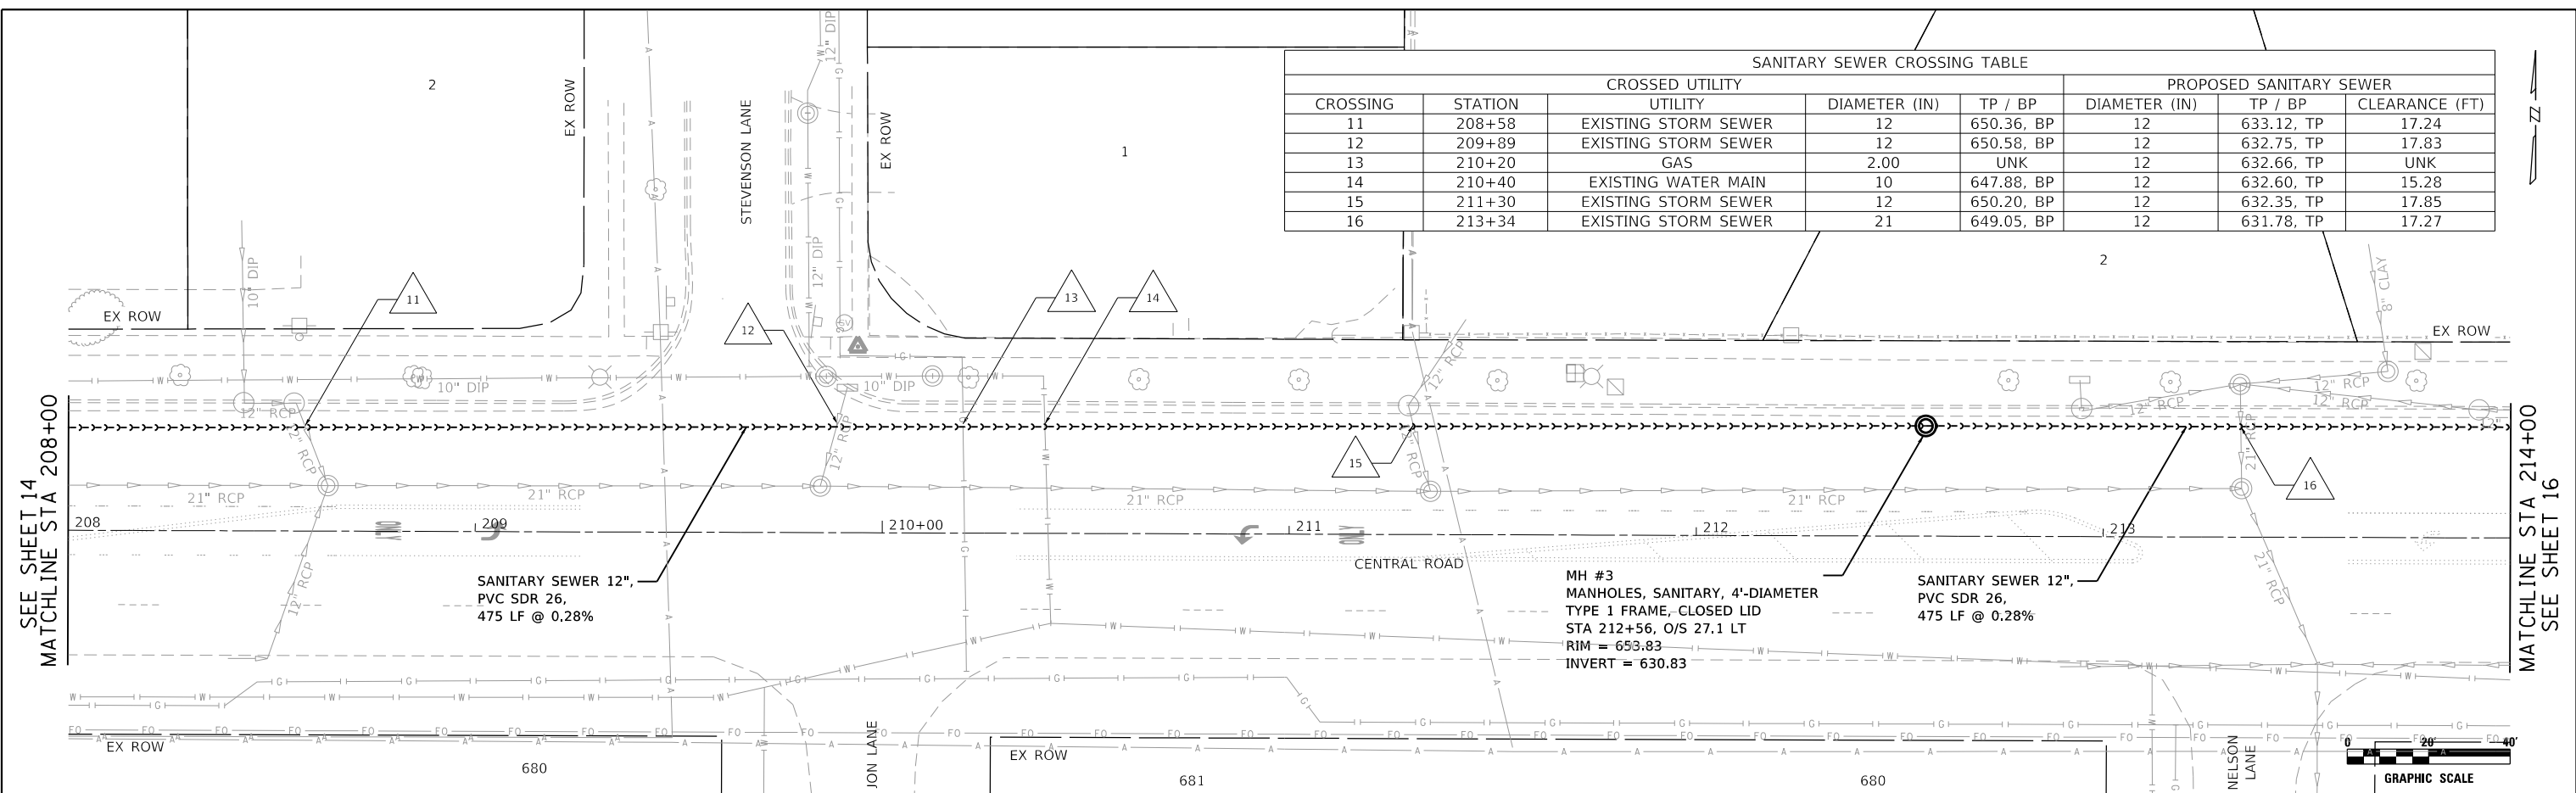 SANITARY SEWER CROSSING TABLE
CROSSED UTILITY PROPOSED SANITARY SEWER
CROSSING STATION UTILITY DIAMETER (IN) TP / BP DIAMETER (IN) TP / BP CLEARANCE (FT)
11 208+58 EXISTING STORM SEWER 12 650.36, BP 12 633.12, TP 17.24
12 209+89 EXISTING STORM SEWER 12 650.58, BP 12 632.75, TP 17.83
13 210+20 GAS 2.00 UNK 12 632.66, TP UNK
14 210+40 EXISTING WATER MAIN 10 647.88, BP 12 632.60, TP 15.28
15 211+30 EXISTING STORM SEWER 12 650.20, BP 12 632.35, TP 17.85
16 213+34 EXISTING STORM SEWER 21 649.05, BP 12 631.78, TP 17.27
2
EX ROW
STEVENSON LANE
12" DIP
EX ROW
1
2
10" DIP
12" DIP
8" CLAY
EX ROW
11
12
13
14
EX ROW
SV
10" DIP
10" DIP
12" RCP
12" RCP
12" RCP
12" RCP
12" RCP
12" RCP
12" RCP
21" RCP
12"
15
16
SEE SHEET 14
MATCHLINE STA 208+00
MATCHLINE STA 214+00
SEE SHEET 16
21" RCP
21" RCP
21" RCP
21" RCP
208
209
210+00
211
212
213
CENTRAL ROAD
12" RCP
21" RCP
SANITARY SEWER 12",
PVC SDR 26,
475 LF @ 0.28%
MH #3
MANHOLES, SANITARY, 4'-DIAMETER
TYPE 1 FRAME, CLOSED LID
STA 212+56, O/S 27.1 LT
RIM = 653.83
INVERT = 630.83
SANITARY SEWER 12",
PVC SDR 26,
475 LF @ 0.28%
EX ROW
680
JON LANE
EX ROW
681
680
NELSON
LANE
0 20' 40'
GRAPHIC SCALE